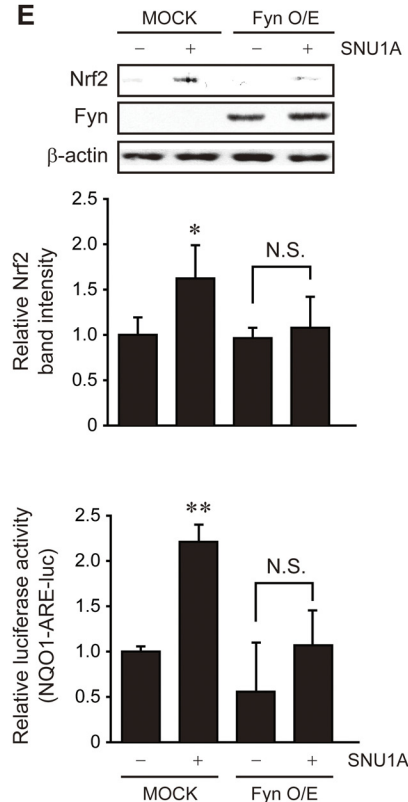 E
MOCK Fyn O/E
− + − + SNU1A
Nrf2
Fyn
β-actin
2.5
2.0
1.5
1.0
0.5
0
Relative Nrf2
band intensity
*
N.S.
2.5
2.0
1.5
1.0
0.5
0
Relative luciferase activity
(NQO1-ARE-luc)
**
N.S.
− + − + SNU1A
MOCK Fyn O/E